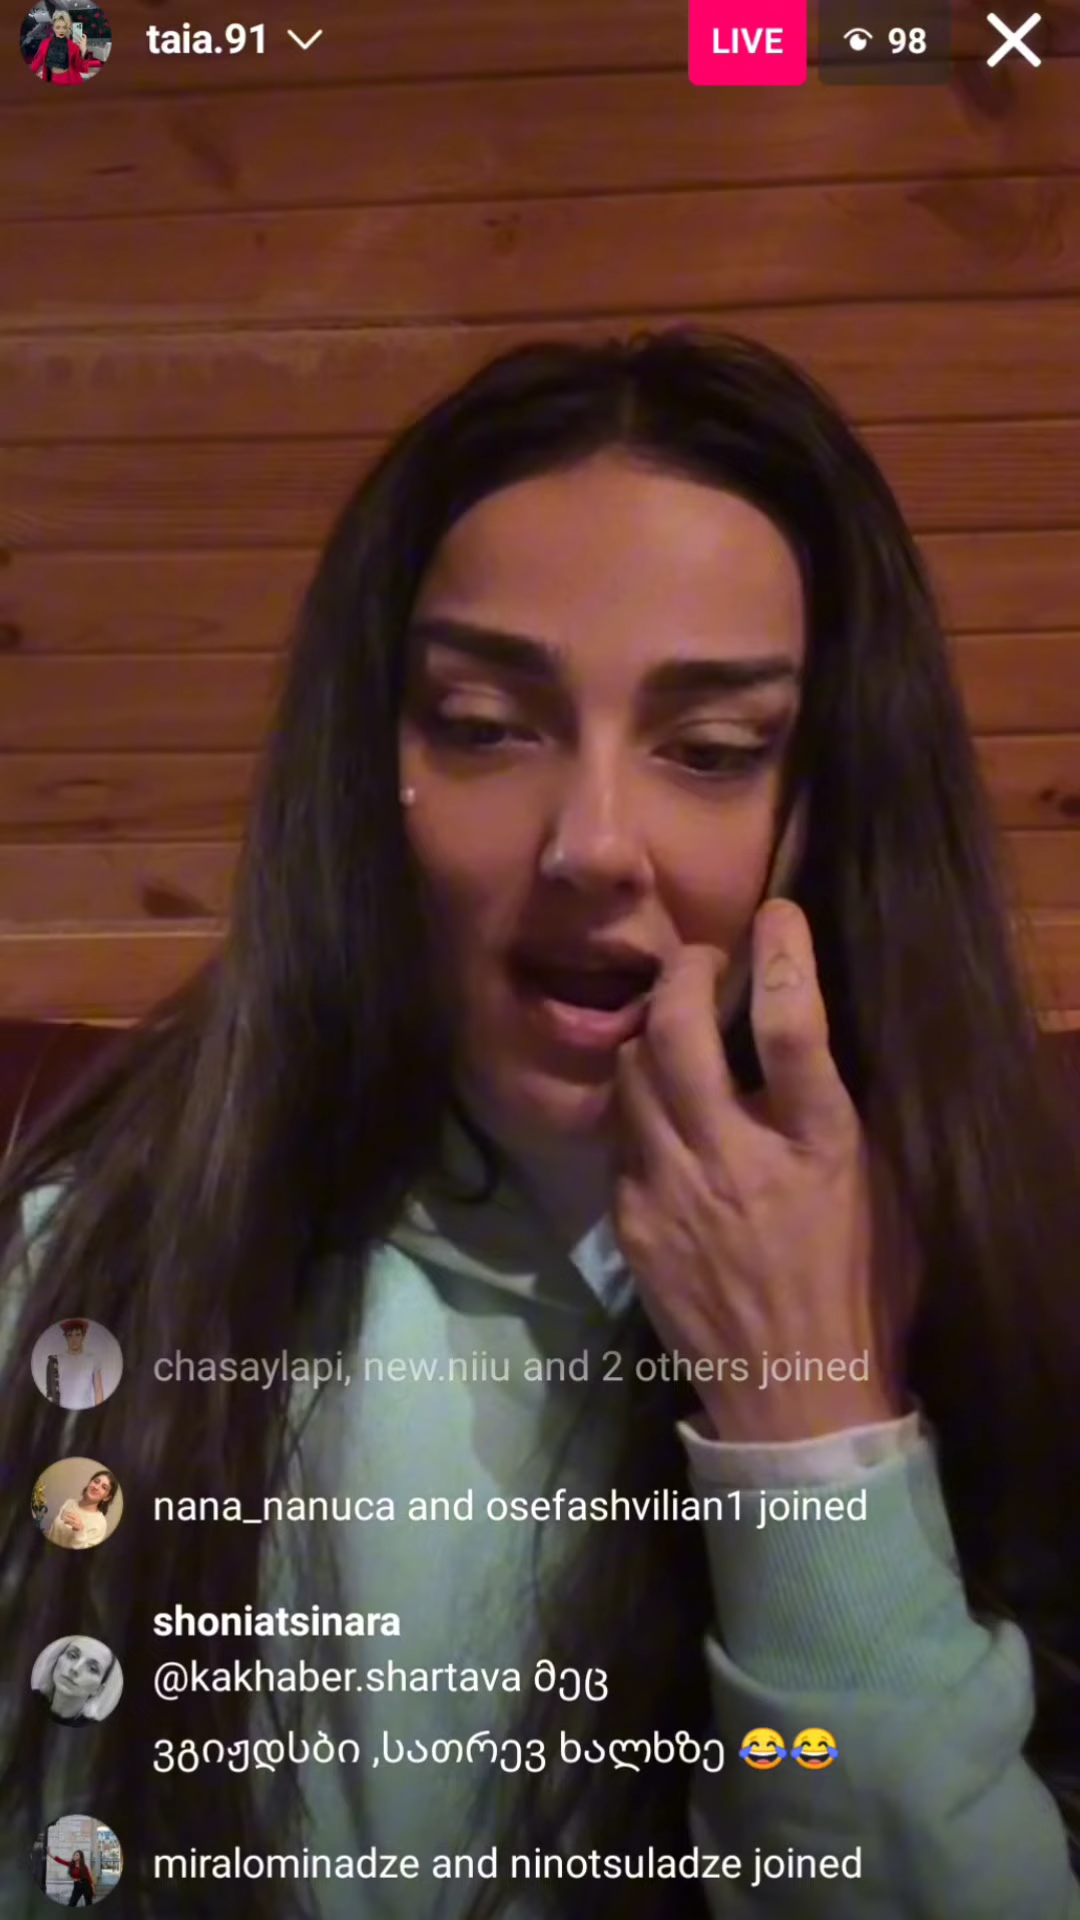 taia.91
LIVE
98
chasaylapi, new.niiu and 2 others joined
nana_nanuca and osefashvilian1 joined
shoniatsinara
@kakhaber.shartava მეც
ვგიჟდსბი ,სათრევ ხალხზე 😂😂
miralominadze and ninotsuladze joined